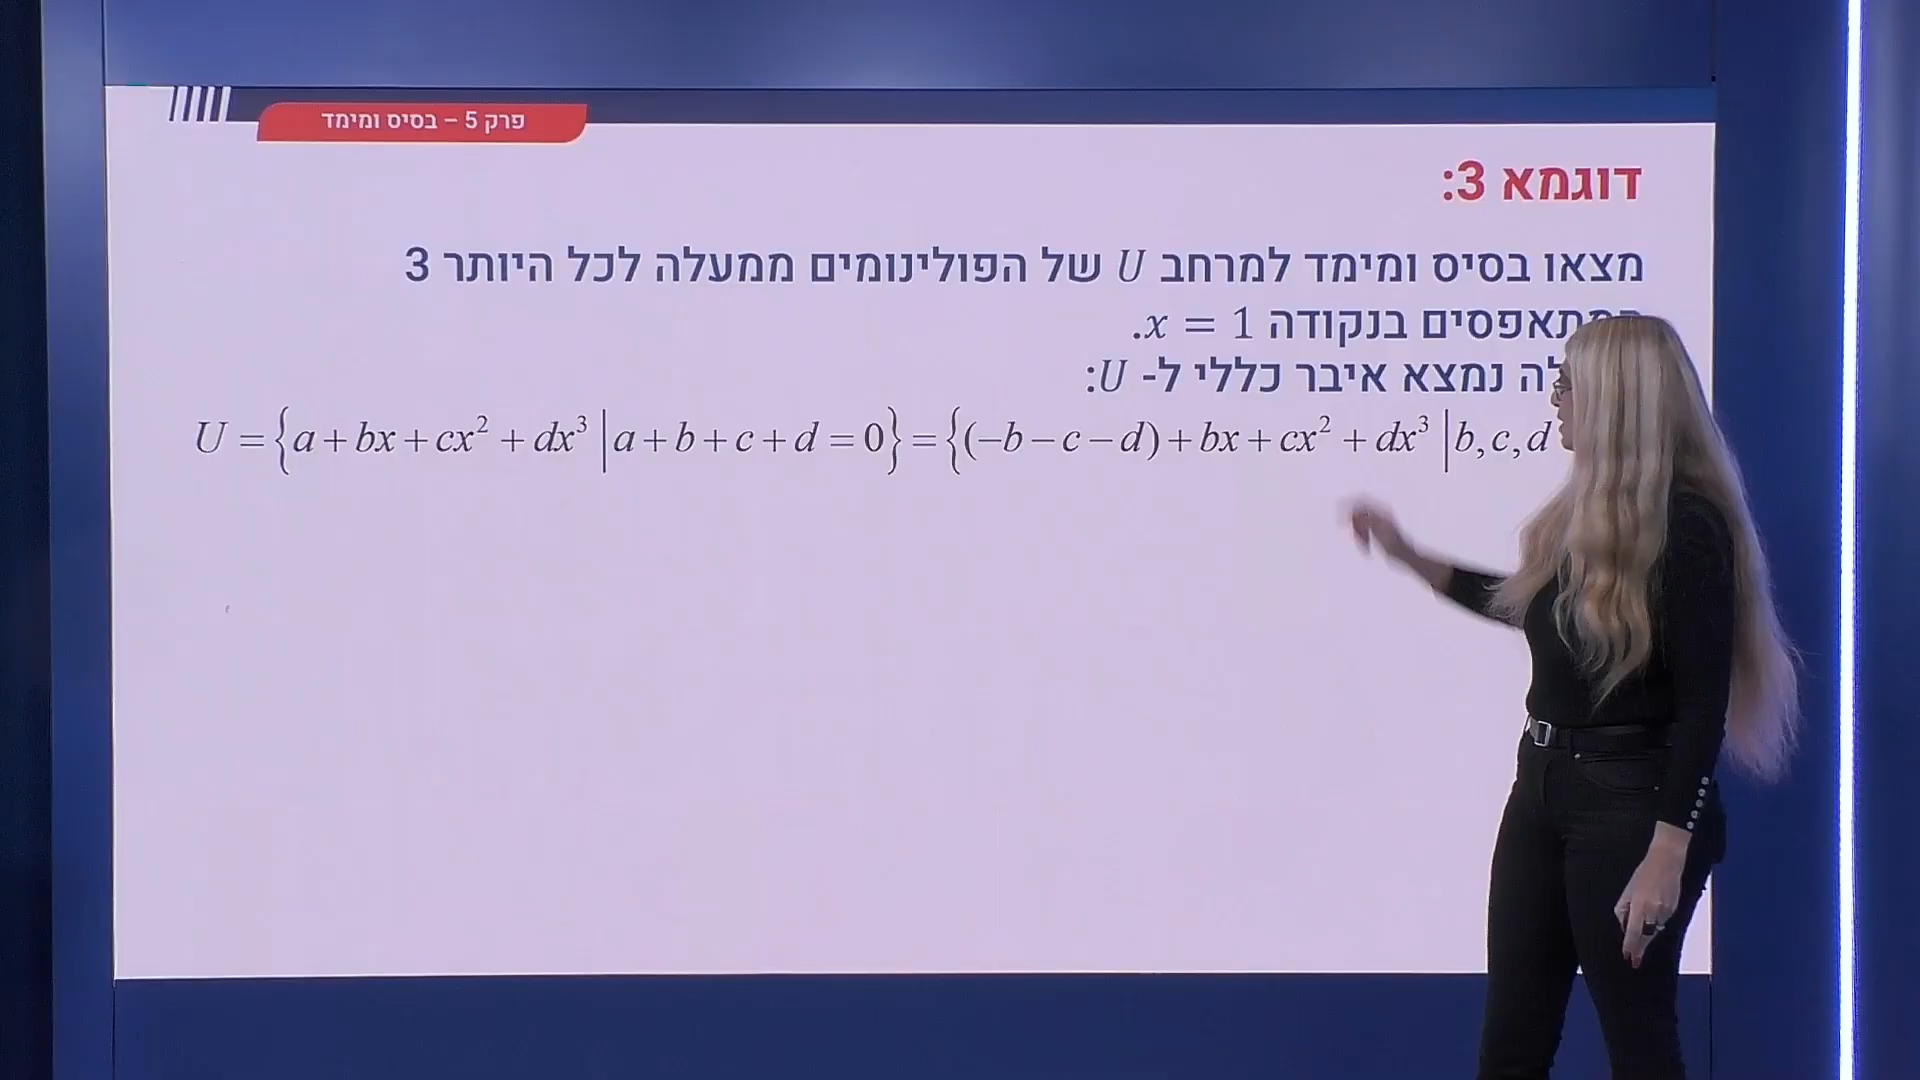 פרק 5 – בסיס ומימד
דוגמא 3:
מצאו בסיס ומימד למרחב U של הפולינומים ממעלה לכל היותר 3
בנקודה x = 1.
נמצא איבר כללי ל- U:
U = {a + bx + cx² + dx³ | a + b + c + d = 0} = {(−b − c − d) + bx + cx² + dx³ | b, c, d